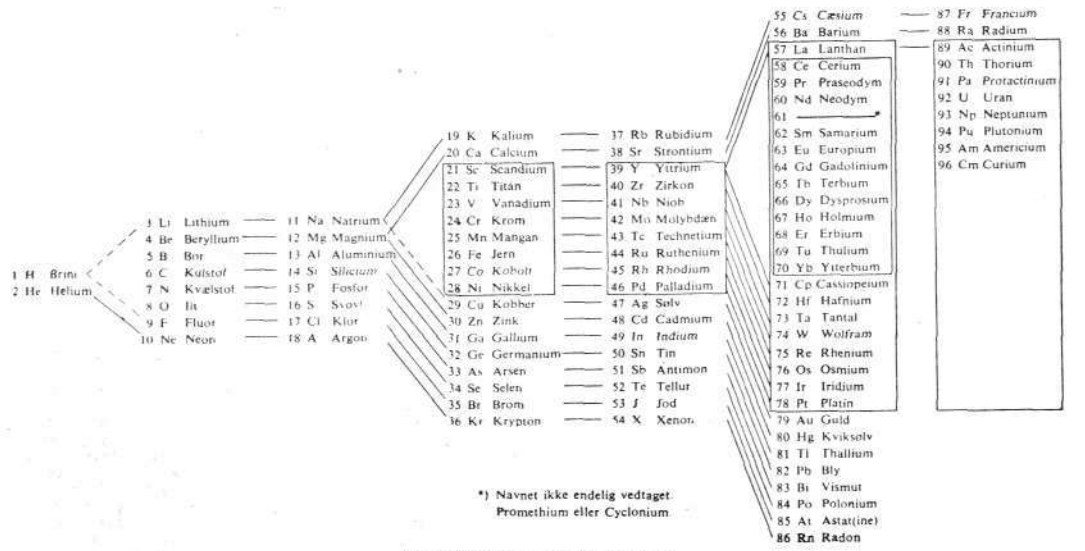 1 H Brint
2 He Helium
3 Li Lithium
4 Be Beryllium
5 B Bor
6 C Kulstof
7 N Kvælstof
8 O Ilt
9 F Fluor
10 Ne Neon
11 Na Natrium
12 Mg Magnium
13 Al Aluminium
14 Si Silicium
15 P Fosfor
16 S Svovl
17 Cl Klor
18 A Argon
19 K Kalium
20 Ca Calcium
21 Sc Scandium
22 Ti Titan
23 V Vanadium
24 Cr Krom
25 Mn Mangan
26 Fe Jern
27 Co Kobolt
28 Ni Nikkel
29 Cu Kobber
30 Zn Zink
31 Ga Gallium
32 Ge Germanium
33 As Arsen
34 Se Selen
35 Br Brom
36 Kr Krypton
37 Rb Rubidium
38 Sr Strontium
39 Y Yttrium
40 Zr Zirkon
41 Nb Niob
42 Mo Molybdæn
43 Tc Technetium
44 Ru Ruthenium
45 Rh Rhodium
46 Pd Palladium
47 Ag Sølv
48 Cd Cadmium
49 In Indium
50 Sn Tin
51 Sb Antimon
52 Te Tellur
53 J Jod
54 X Xenon
55 Cs Cæsium
56 Ba Barium
57 La Lanthan
58 Ce Cerium
59 Pr Praseodym
60 Nd Neodym
61 *
62 Sm Samarium
63 Eu Europium
64 Gd Gadolinium
65 Tb Terbium
66 Dy Dysprosium
67 Ho Holmium
68 Er Erbium
69 Tu Thulium
70 Yb Ytterbium
71 Cp Cassiopeium
72 Hf Hafnium
73 Ta Tantal
74 W Wolfram
75 Re Rhenium
76 Os Osmium
77 Ir Iridium
78 Pt Platin
79 Au Guld
80 Hg Kviksølv
81 Tl Thallium
82 Pb Bly
83 Bi Vismut
84 Po Polonium
85 At Astat(ine)
86 Rn Radon
87 Fr Francium
88 Ra Radium
89 Ac Actinium
90 Th Thorium
91 Pa Protactinium
92 U Uran
93 Np Neptunium
94 Pu Plutonium
95 Am Americium
96 Cm Curium
*) Navnet ikke endelig vedtaget.
Promethium eller Cyclonium